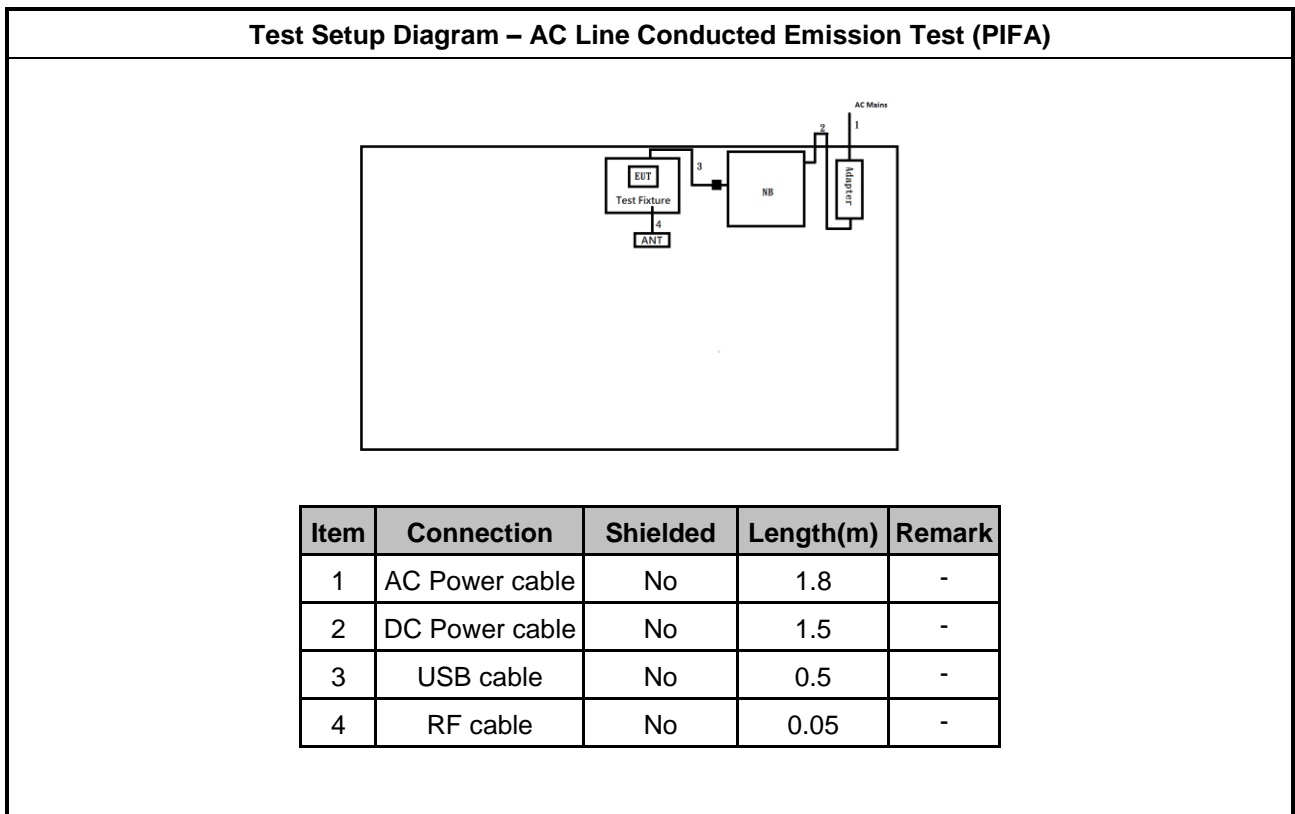 Test Setup Diagram – AC Line Conducted Emission Test (PIFA)
AC Mains
1
2
3
EUT
Test Fixture
NB
Adapter
4
ANT
Item Connection Shielded Length(m) Remark
1 AC Power cable No 1.8 -
2 DC Power cable No 1.5 -
3 USB cable No 0.5 -
4 RF cable No 0.05 -